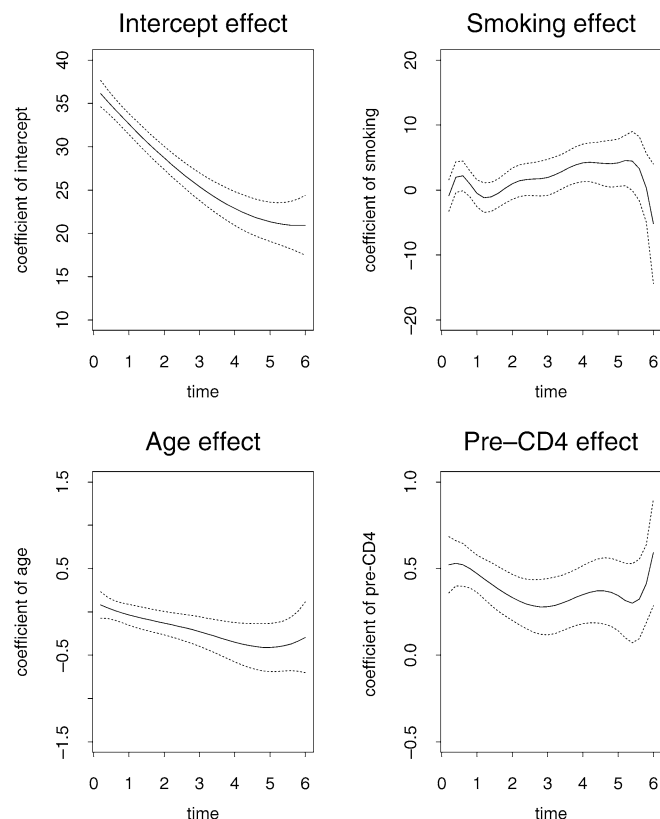 Intercept effect
coefficient of intercept
40
35
30
25
20
15
10
0 1 2 3 4 5 6
time
Smoking effect
coefficient of smoking
20
10
0
−10
−20
0 1 2 3 4 5 6
time
Age effect
coefficient of age
1.5
0.5
−0.5
−1.5
0 1 2 3 4 5 6
time
Pre−CD4 effect
coefficient of pre-CD4
1.0
0.5
0.0
−0.5
0 1 2 3 4 5 6
time